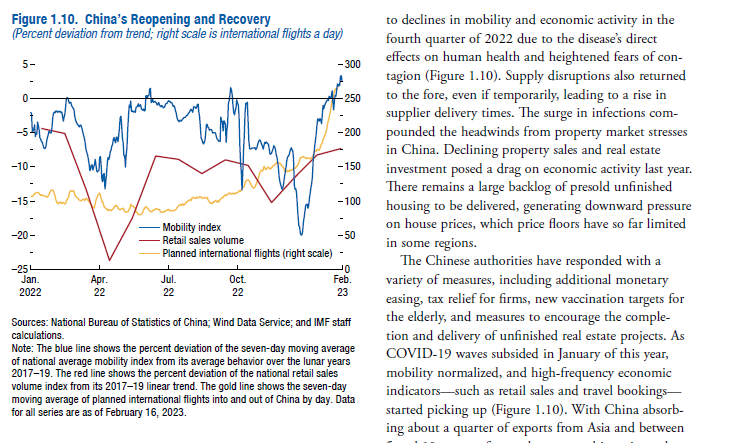 Figure 1.10. China's Reopening and Recovery
(Percent deviation from trend; right scale is international flights a day)
5
0
–5
–10
–15
–20
–25
300
250
200
150
100
50
0
Mobility index
Retail sales volume
Planned international flights (right scale)
Jan. 2022
Apr. 22
Jul. 22
Oct. 22
Feb. 23
Sources: National Bureau of Statistics of China; Wind Data Service; and IMF staff
calculations.
Note: The blue line shows the percent deviation of the seven-day moving average
of national average mobility index from its average behavior over the lunar years
2017–19. The red line shows the percent deviation of the national retail sales
volume index from its 2017–19 linear trend. The gold line shows the seven-day
moving average of planned international flights into and out of China by day. Data
for all series are as of February 16, 2023.
to declines in mobility and economic activity in the
fourth quarter of 2022 due to the disease's direct
effects on human health and heightened fears of con-
tagion (Figure 1.10). Supply disruptions also returned
to the fore, even if temporarily, leading to a rise in
supplier delivery times. The surge in infections com-
pounded the headwinds from property market stresses
in China. Declining property sales and real estate
investment posed a drag on economic activity last year.
There remains a large backlog of presold unfinished
housing to be delivered, generating downward pressure
on house prices, which price floors have so far limited
in some regions.
The Chinese authorities have responded with a
variety of measures, including additional monetary
easing, tax relief for firms, new vaccination targets for
the elderly, and measures to encourage the comple-
tion and delivery of unfinished real estate projects. As
COVID-19 waves subsided in January of this year,
mobility normalized, and high-frequency economic
indicators—such as retail sales and travel bookings—
started picking up (Figure 1.10). With China absorb-
ing about a quarter of exports from Asia and between